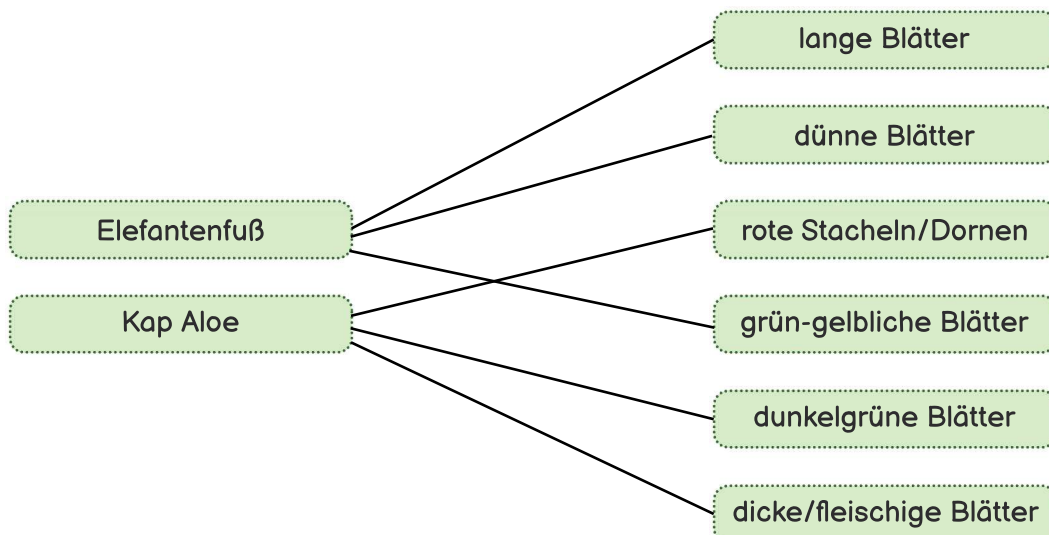 lange Blätter
dünne Blätter
Elefantenfuß
rote Stacheln/Dornen
Kap Aloe
grün-gelbliche Blätter
dunkelgrüne Blätter
dicke/fleischige Blätter